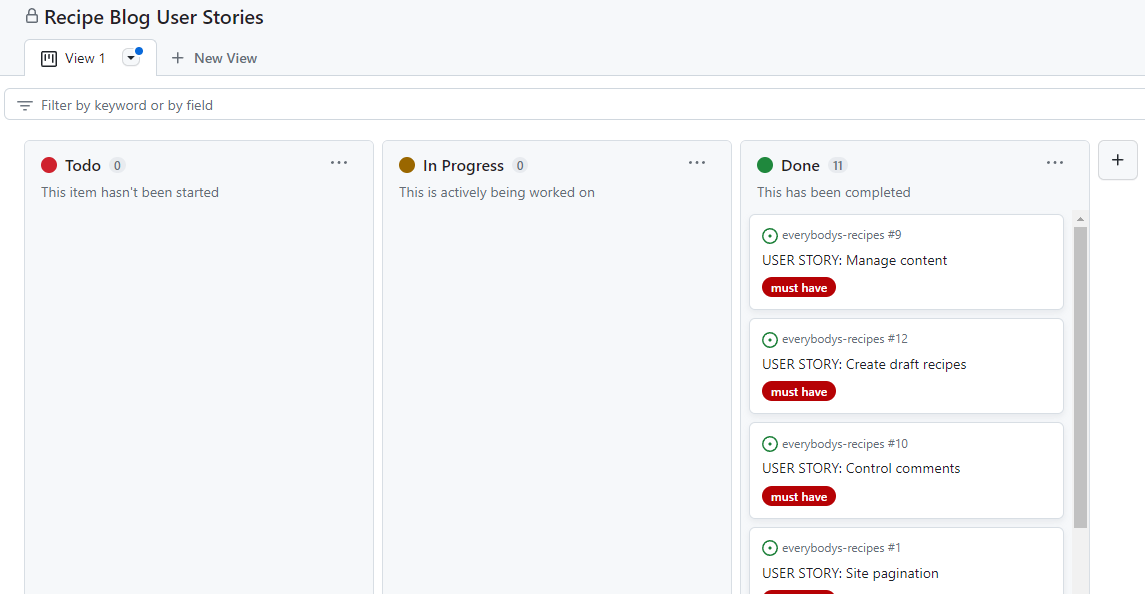 Recipe Blog User Stories
View 1
New View
Filter by keyword or by field
Todo 0
This item hasn't been started
In Progress 0
This is actively being worked on
Done 11
This has been completed
everybodys-recipes #9
USER STORY: Manage content
must have
everybodys-recipes #12
USER STORY: Create draft recipes
must have
everybodys-recipes #10
USER STORY: Control comments
must have
everybodys-recipes #1
USER STORY: Site pagination